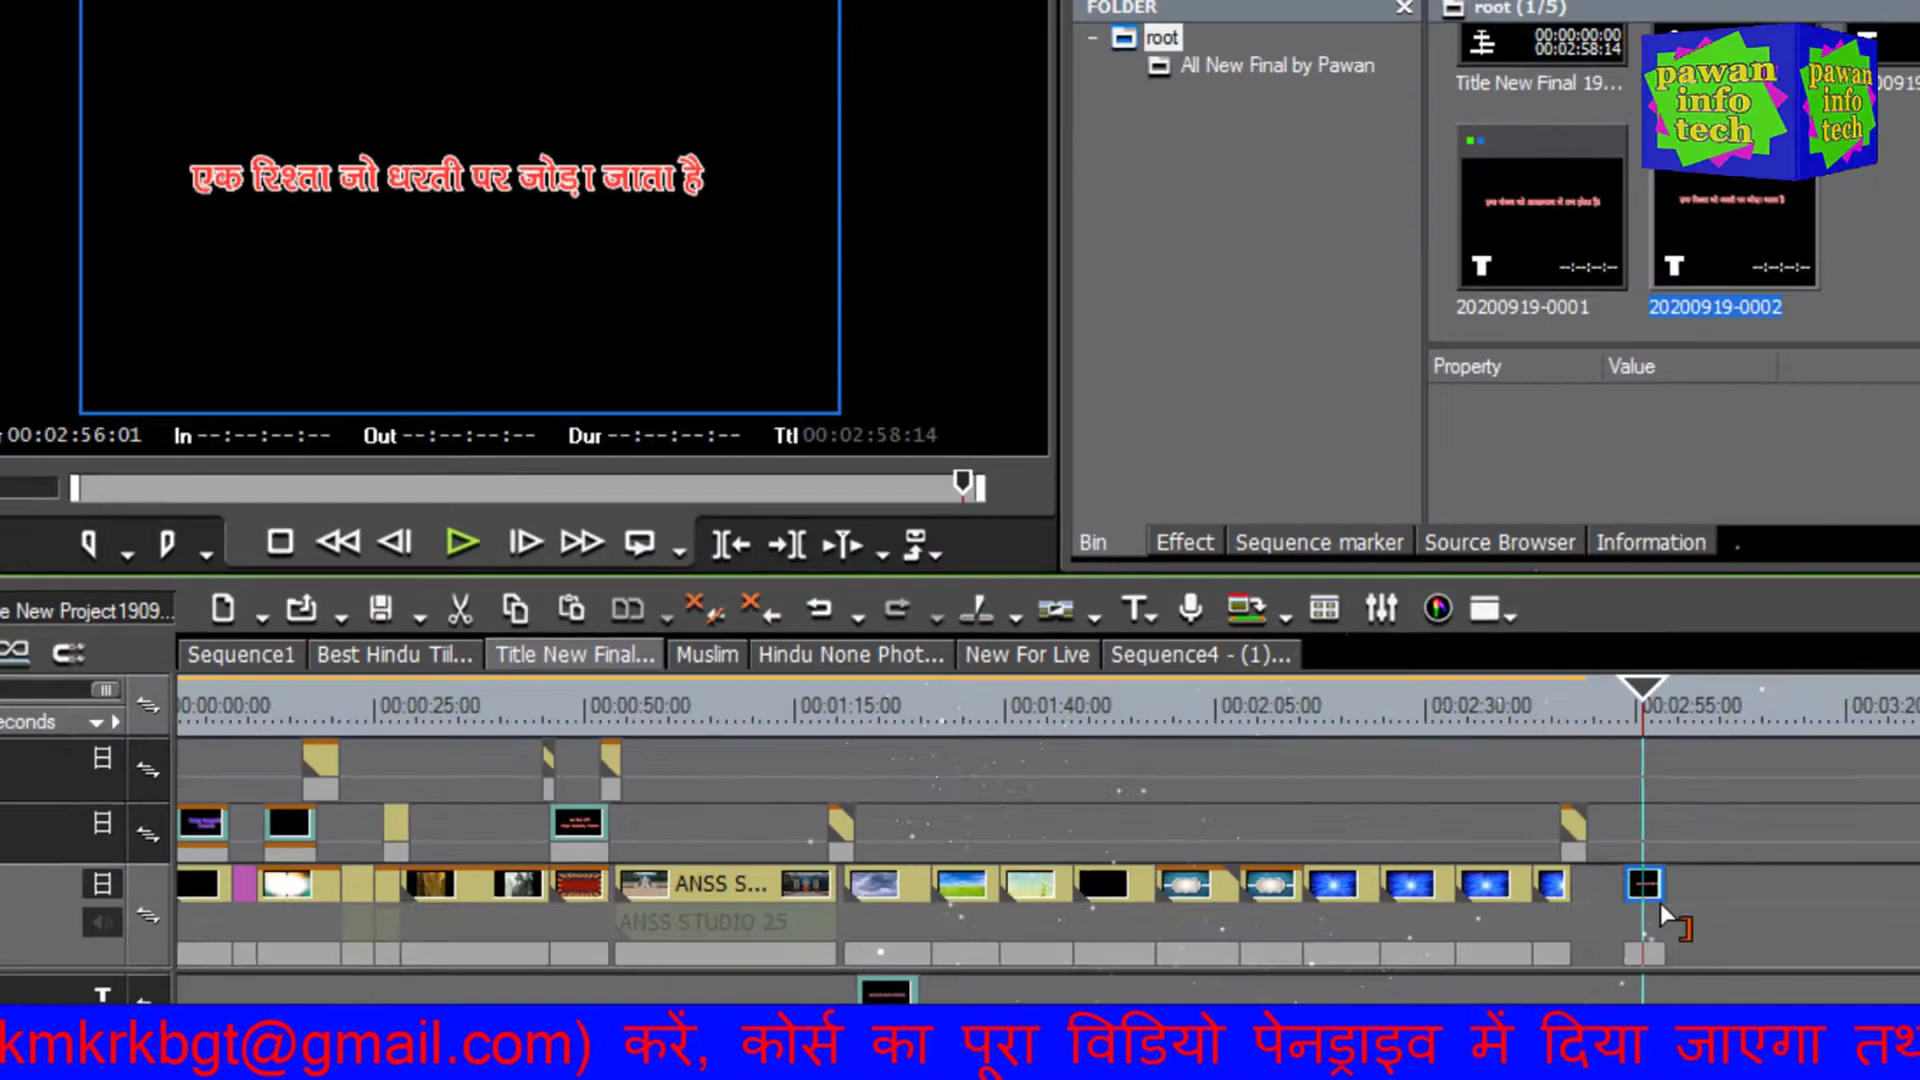 FOLDER
root
All New Final by Pawan
root (1/5)
00:00:00:00
00:02:58:14
Title New Final 19...
pawan
info
tech
pawan
info
tech
एक रिश्ता जो धरती पर जोड़ा जाता है
T
--:--:--:--
T
--:--:--:--
20200919-0001
20200919-0002
Property
Value
00:02:56:01
In --:--:--:--
Out --:--:--:--
Dur --:--:--:--
Ttl 00:02:58:14
Bin
Effect
Sequence marker
Source Browser
Information
e New Project1909...
Sequence1
Best Hindu Tiil...
Title New Final...
Muslim
Hindu None Phot...
New For Live
Sequence4 - (1)...
econds
00:00:00:00
00:00:25:00
00:00:50:00
00:01:15:00
00:01:40:00
00:02:05:00
00:02:30:00
00:02:55:00
00:03:20
ANSS S...
ANSS STUDIO 25
T
kmkrkbgt@gmail.com) करें, कोर्स का पूरा विडियो पेनड्राइव में दिया जाएगा तथ